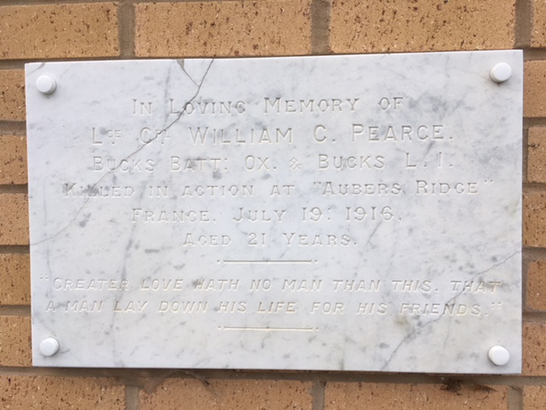 IN LOVING MEMORY OF
LCE CPL WILLIAM C. PEARCE.
BUCKS BATT: OX. & BUCKS L.I.
KILLED IN ACTION AT "AUBERS RIDGE"
FRANCE. JULY 19: 1916.
AGED 21 YEARS.
"GREATER LOVE HATH NO MAN THAN THIS. THAT
A MAN LAY DOWN HIS LIFE FOR HIS FRIENDS."